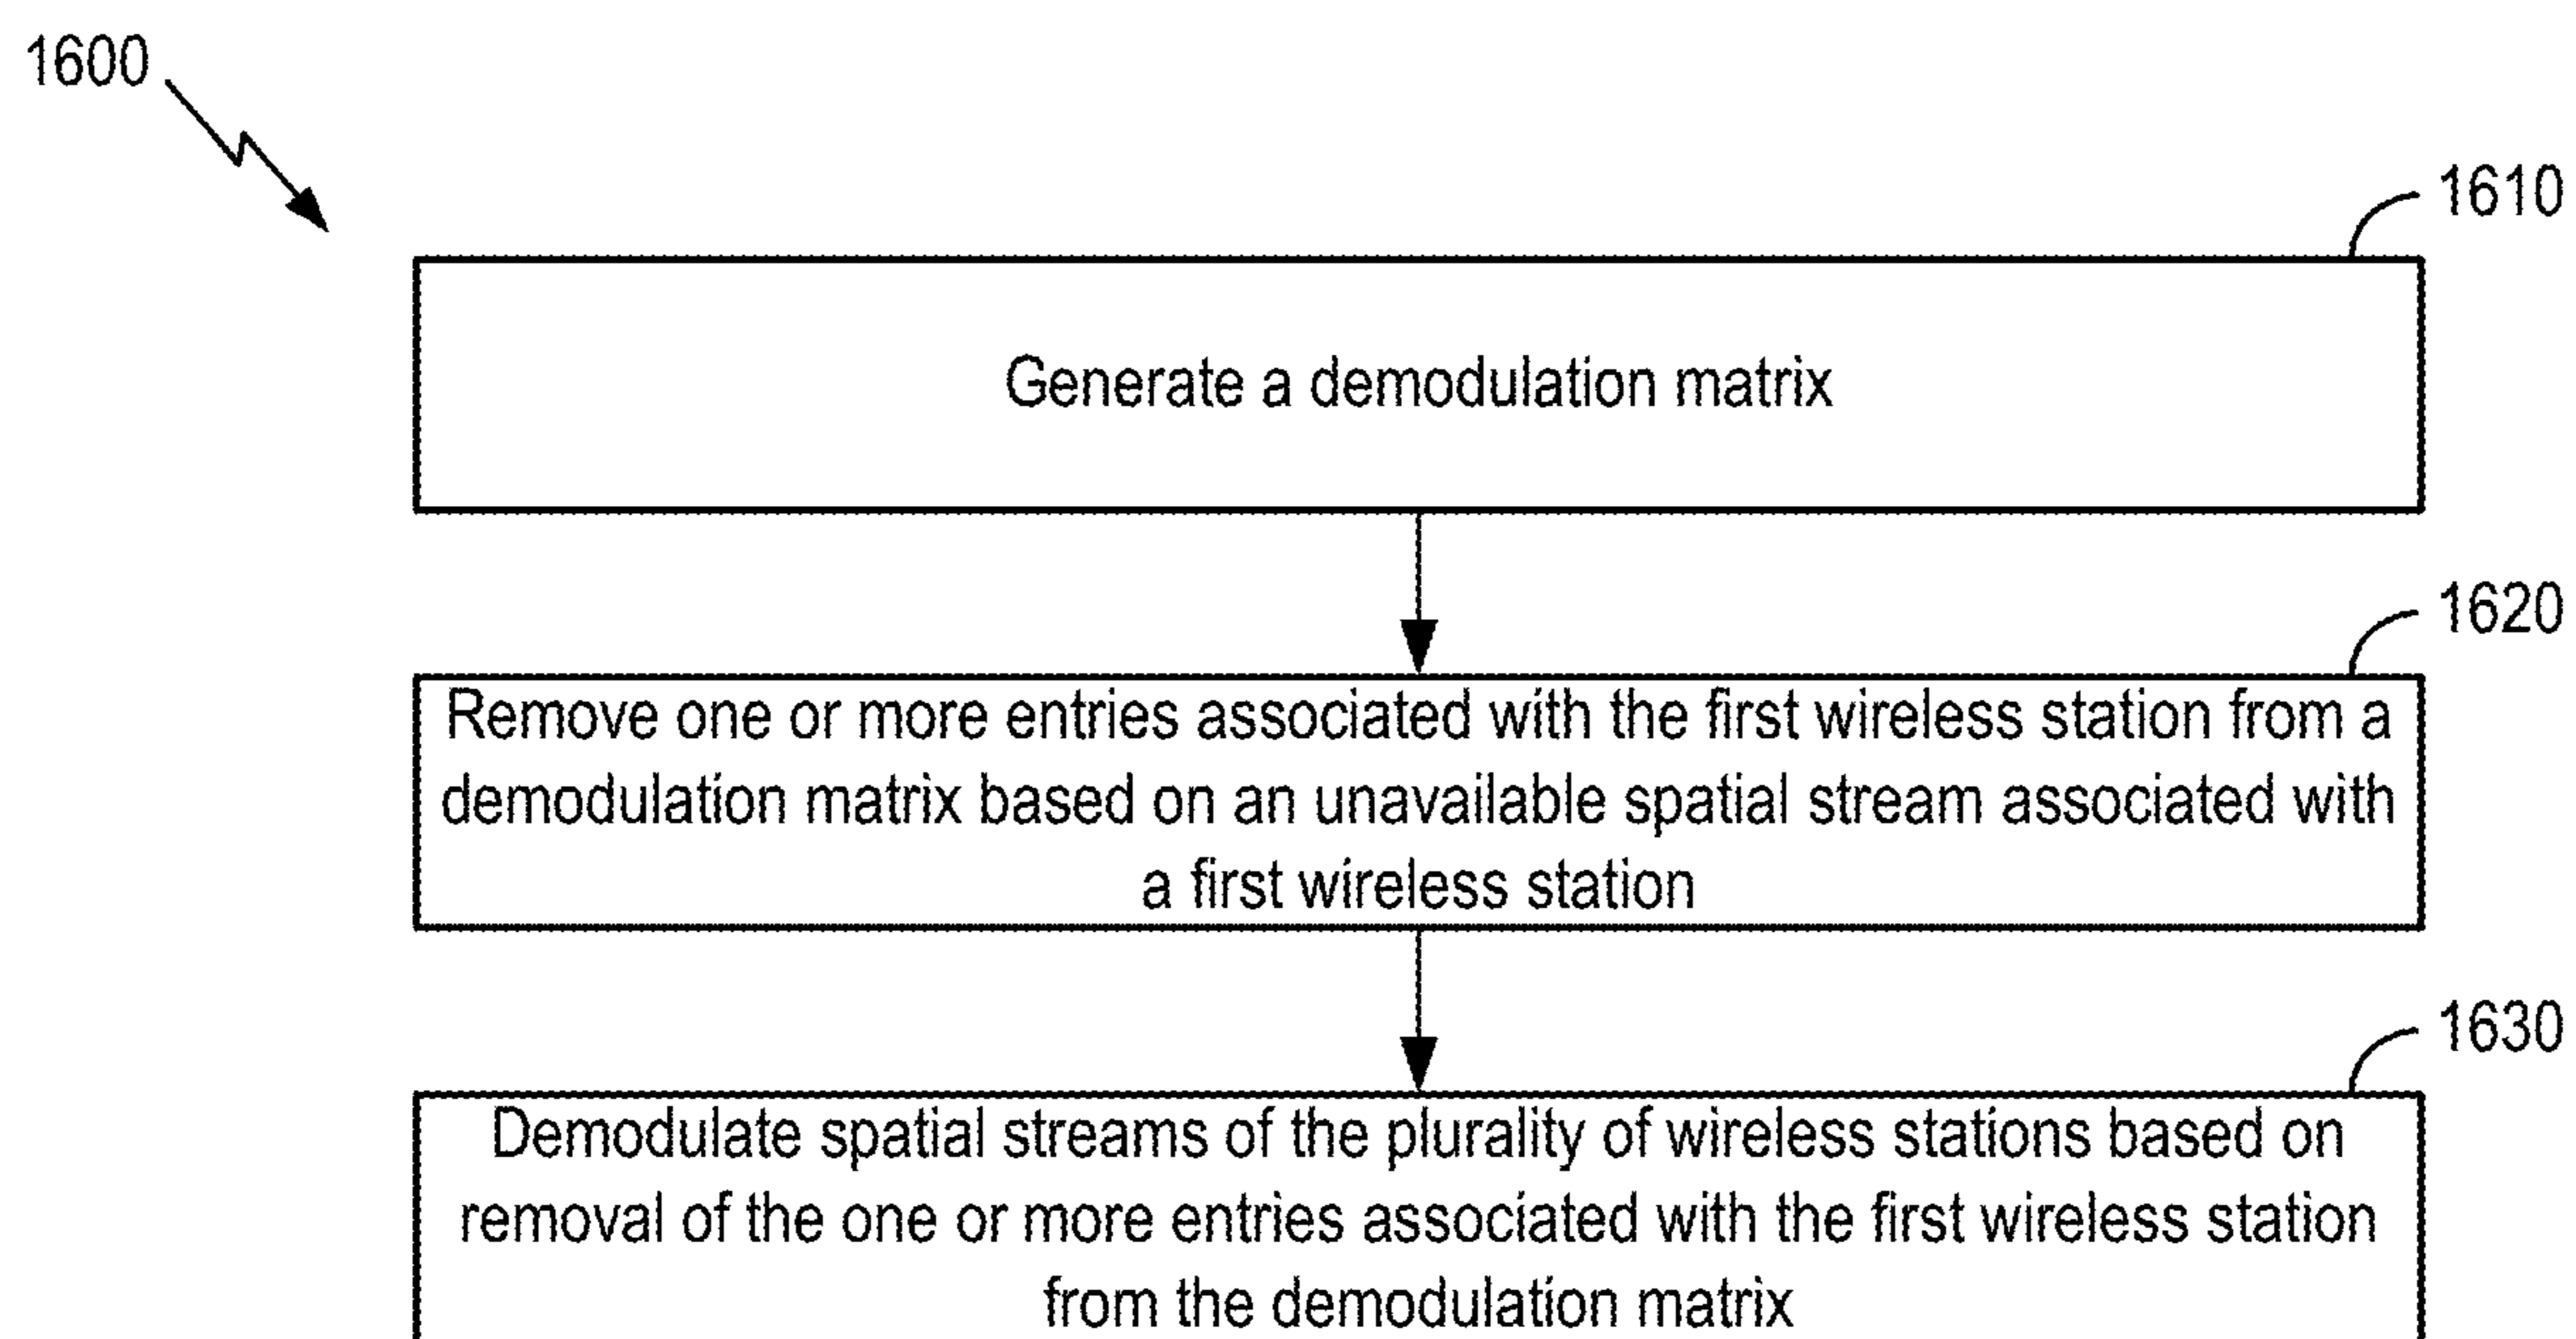 1600
1610
Generate a demodulation matrix
1620
Remove one or more entries associated with the first wireless station from a
demodulation matrix based on an unavailable spatial stream associated with
a first wireless station
1630
Demodulate spatial streams of the plurality of wireless stations based on
removal of the one or more entries associated with the first wireless station
from the demodulation matrix